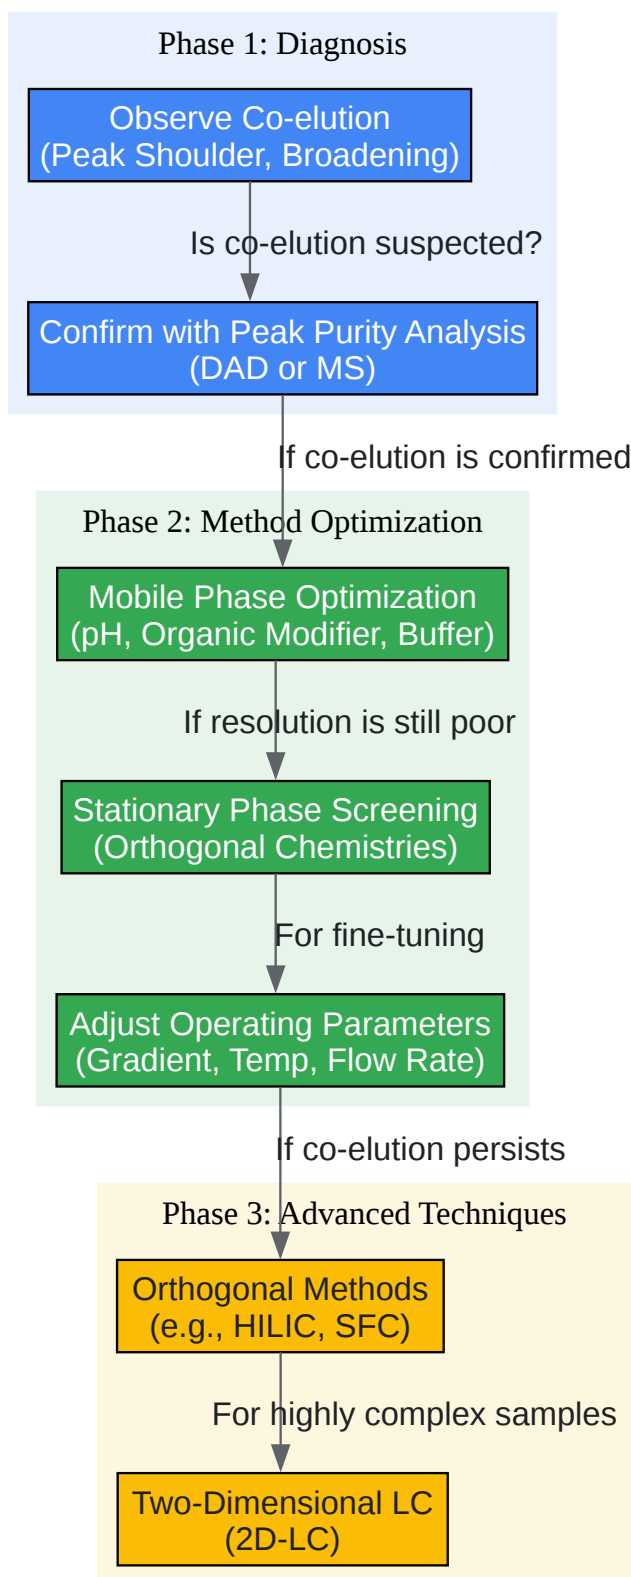 Phase 1: Diagnosis
Observe Co-elution
(Peak Shoulder, Broadening)
Is co-elution suspected?
Confirm with Peak Purity Analysis
(DAD or MS)
If co-elution is confirmed
Phase 2: Method Optimization
Mobile Phase Optimization
(pH, Organic Modifier, Buffer)
If resolution is still poor
Stationary Phase Screening
(Orthogonal Chemistries)
For fine-tuning
Adjust Operating Parameters
(Gradient, Temp, Flow Rate)
If co-elution persists
Phase 3: Advanced Techniques
Orthogonal Methods
(e.g., HILIC, SFC)
For highly complex samples
Two-Dimensional LC
(2D-LC)